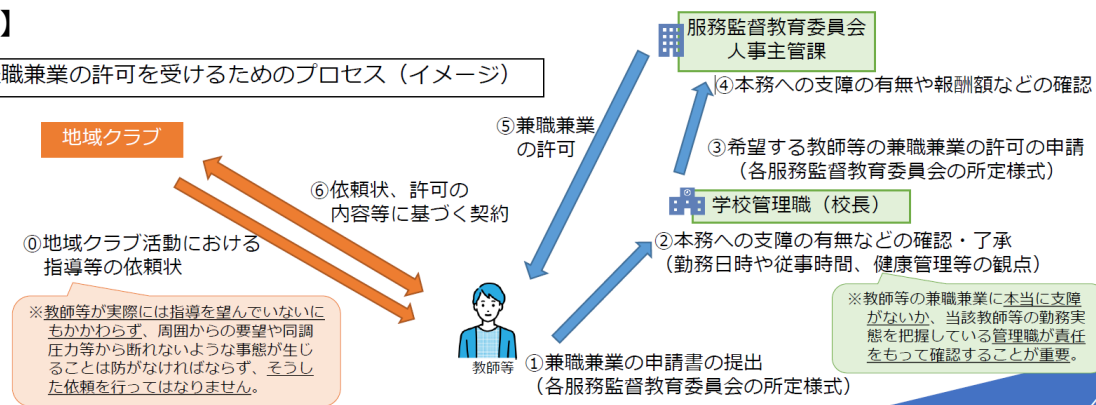 】
職兼業の許可を受けるためのプロセス（イメージ）
地域クラブ
服務監督教育委員会
人事主管課
④本務への支障の有無や報酬額などの確認
⑤兼職兼業
の許可
③希望する教師等の兼職兼業の許可の申請
（各服務監督教育委員会の所定様式）
⑥依頼状、許可の
内容等に基づく契約
学校管理職（校長）
⓪地域クラブ活動における
指導等の依頼状
②本務への支障の有無などの確認・了承
（勤務日時や従事時間、健康管理等の観点）
※教師等が実際には指導を望んでいないに
もかかわらず、周囲からの要望や同調
圧力等から断れないような事態が生じ
ることは防がなければならず、そうし
た依頼を行ってはなりません。
※教師等の兼職兼業に本当に支障
がないか、当該教師等の勤務実
態を把握している管理職が責任
をもって確認することが重要。
教師等
①兼職兼業の申請書の提出
（各服務監督教育委員会の所定様式）